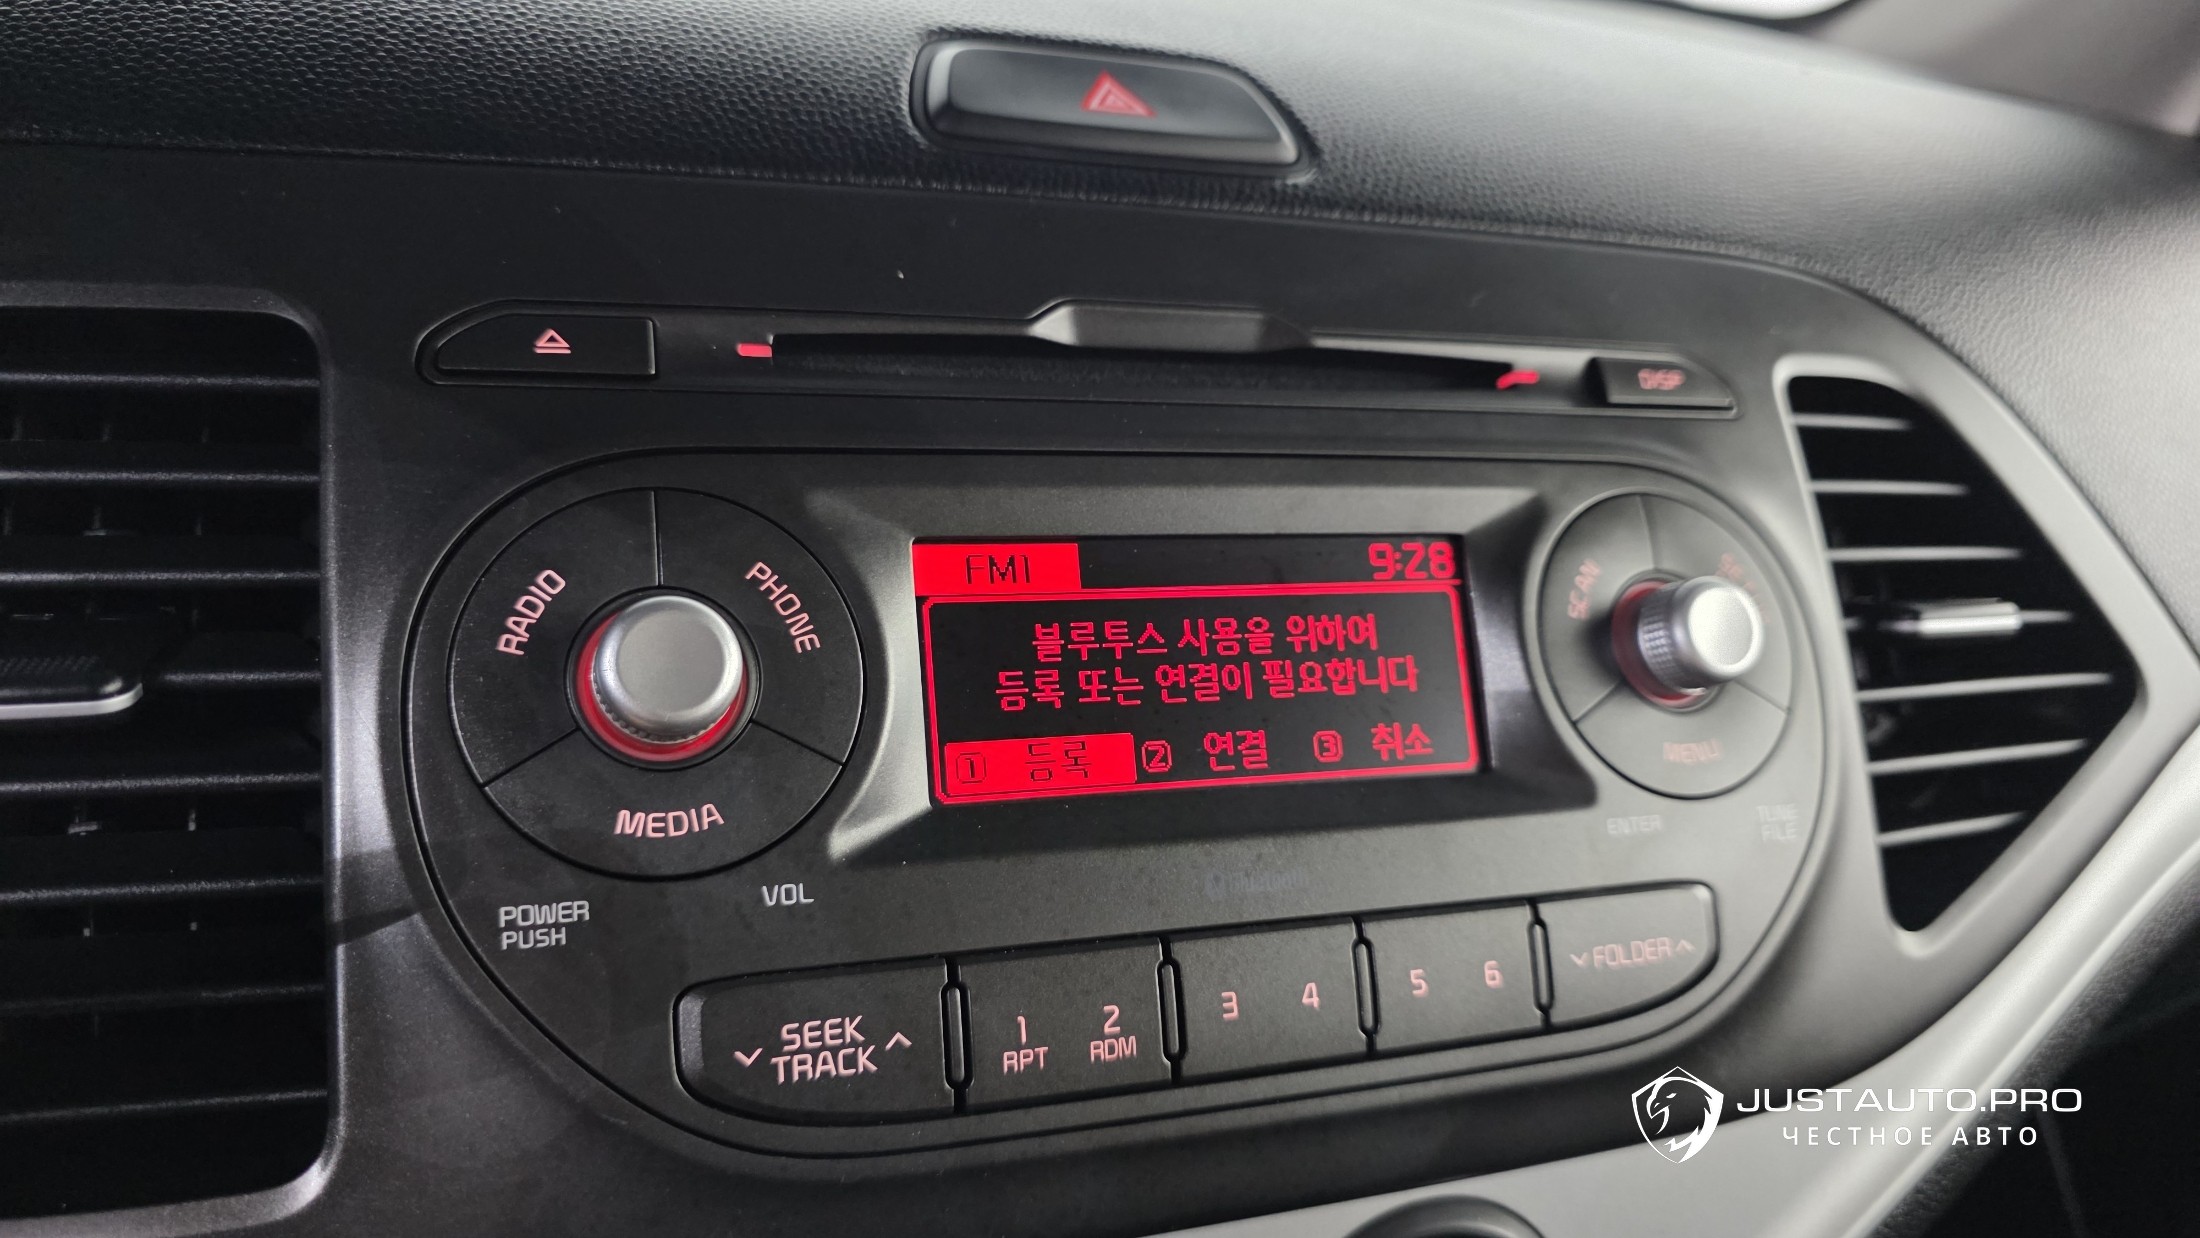 DISP
FM1 9:28
블루투스 사용을 위하여
등록 또는 연결이 필요합니다
1 등록 2 연결 3 취소
RADIO
PHONE
MEDIA
SCAN
MENU
POWER
PUSH
VOL
ENTER
TUNE
FILE
SEEK
TRACK
1
RPT
2
RDM
3 4
5 6
FOLDER
JUSTAUTO.PRO
ЧЕСТНОЕ АВТО